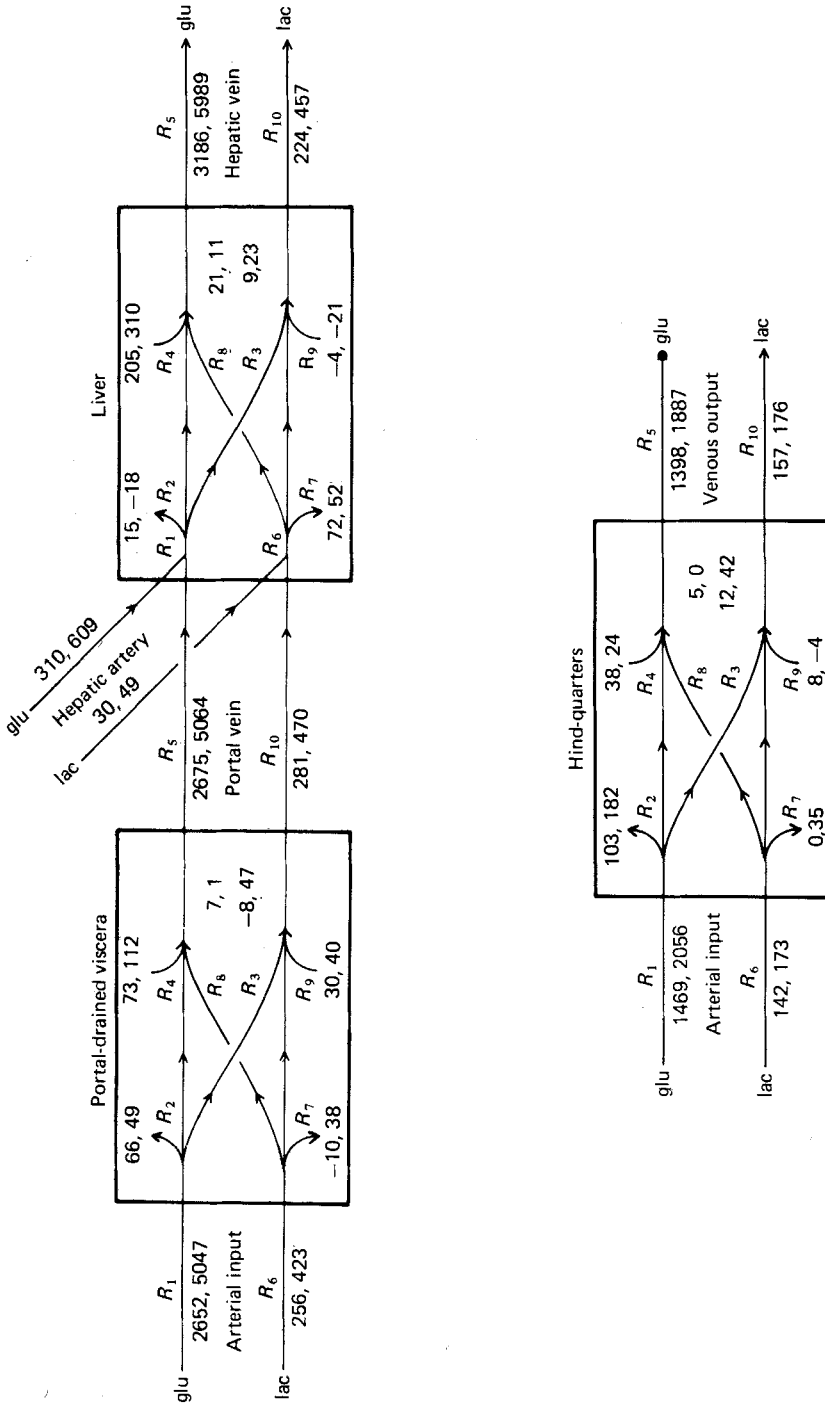 Portal-drained viscera
66, 49
73, 112
R2
R4
glu
R1
2652, 5047
Arterial input
R8
7, 1
R3
-8, 47
lac
R6
256, 423
R7
R9
-10, 38
30, 40
glu
310, 609
Hepatic artery
lac
30, 49
R5
2675, 5064
Portal vein
R10
281, 470
Liver
15, -18
205, 310
R2
R4
R1
R8
21, 11
R3
9,23
R6
R7
R9
72, 52
-4, -21
glu
R5
3186, 5989
Hepatic vein
R10
224, 457
lac
Hind-quarters
103, 182
38, 24
R2
R4
glu
R1
1469, 2056
Arterial input
R8
5, 0
R3
12, 42
lac
R6
142, 173
R7
R9
0,35
8, -4
glu
R5
1398, 1887
Venous output
R10
157, 176
lac